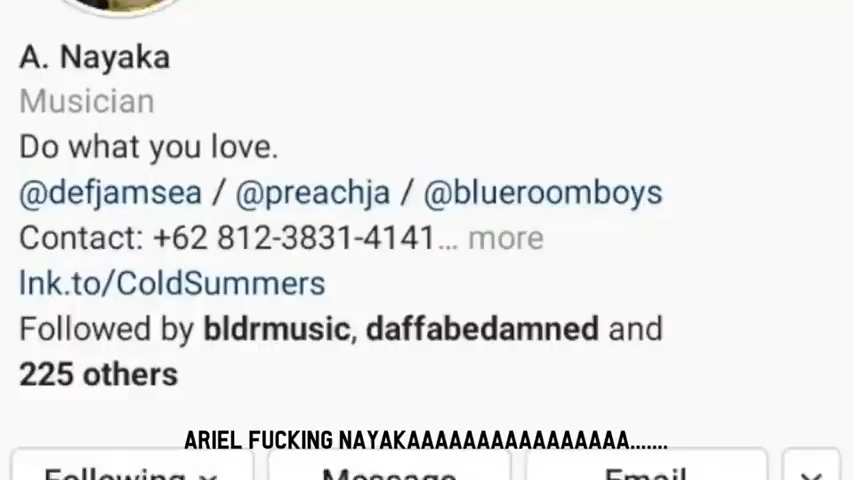 A. Nayaka
Musician
Do what you love.
@defjamsea / @preachja / @blueroomboys
Contact: +62 812-3831-4141... more
lnk.to/ColdSummers
Followed by bldrmusic, daffabedamned and
225 others
ARIEL FUCKING NAYAKAAAAAAAAAAAAAAAA.......
Following Message Email